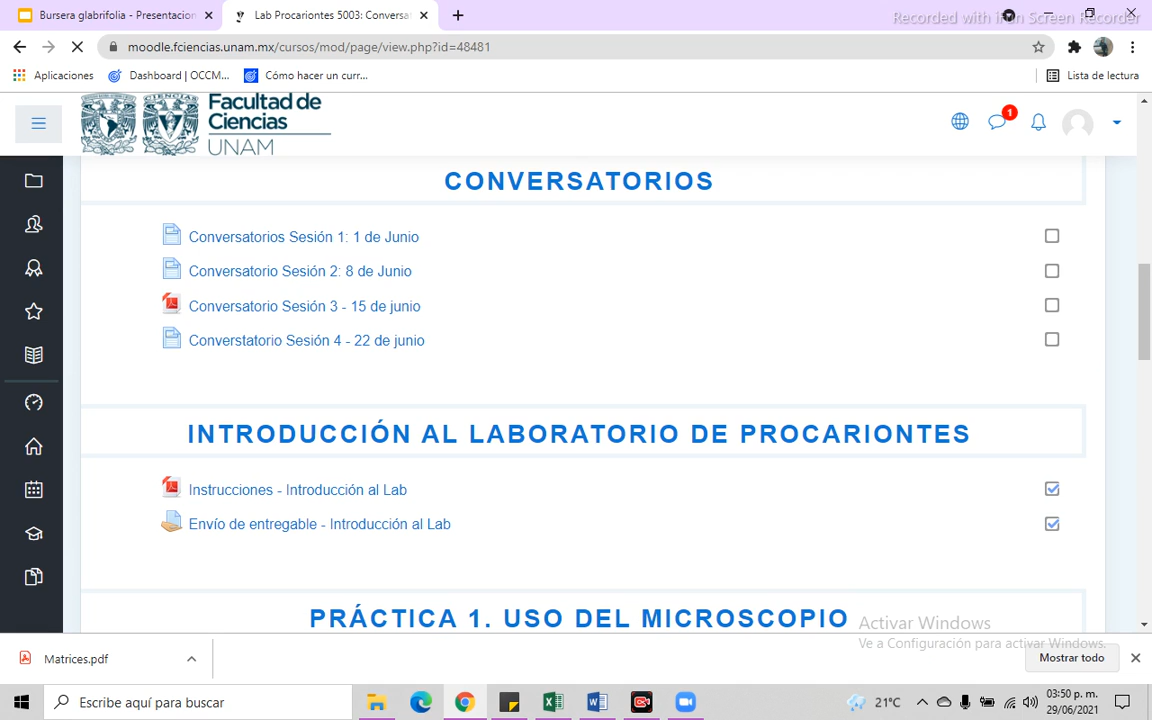 Bursera glabrifolia - Presentacion
Lab Procariontes 5003: Conversat
Recorded with iFun Screen Recorder
moodle.fciencias.unam.mx/cursos/mod/page/view.php?id=48481
Aplicaciones
Dashboard | OCCM...
Cómo hacer un curr...
Lista de lectura
Facultad de
Ciencias
UNAM
1
CONVERSATORIOS
Conversatorios Sesión 1: 1 de Junio
Conversatorio Sesión 2: 8 de Junio
Conversatorio Sesión 3 - 15 de junio
Converstatorio Sesión 4 - 22 de junio
INTRODUCCIÓN AL LABORATORIO DE PROCARIONTES
Instrucciones - Introducción al Lab
Envío de entregable - Introducción al Lab
PRÁCTICA 1. USO DEL MICROSCOPIO
Activar Windows
Ve a Configuración para activar Windows.
Matrices.pdf
Mostrar todo
Escribe aquí para buscar
21°C
03:50 p. m.
29/06/2021